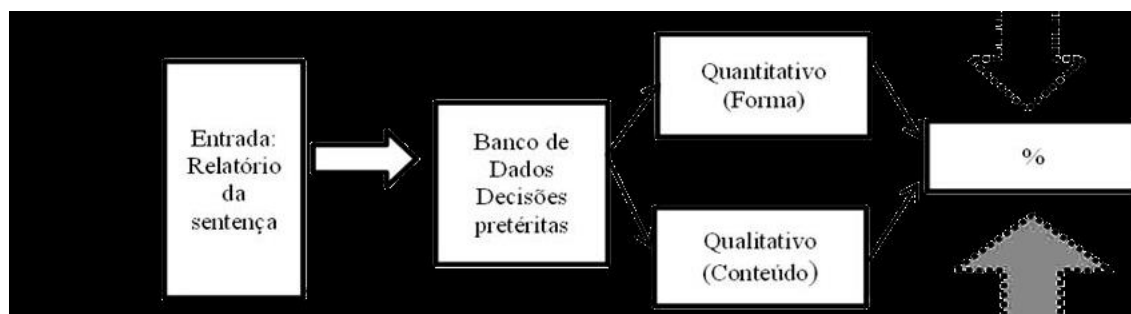 Entrada:
Relatório
da
sentença
Banco de
Dados
Decisões
pretéritas
Quantitativo
(Forma)
Qualitativo
(Conteúdo)
%